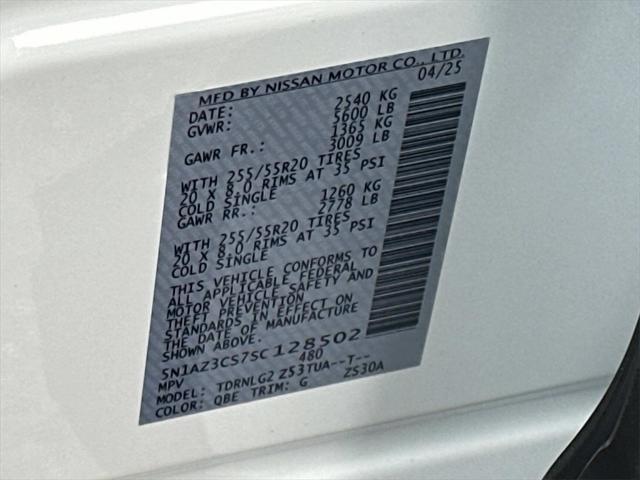 MFD BY NISSAN MOTOR CO., LTD.
DATE: 04/25
GVWR: 2540 KG
5600 LB
GAWR FR.: 1365 KG
3009 LB
WITH 255/55R20 TIRES
20 X 8.0 RIMS AT 35 PSI
COLD SINGLE
GAWR RR.: 1260 KG
2778 LB
WITH 255/55R20 TIRES
20 X 8.0 RIMS AT 35 PSI
COLD SINGLE
THIS VEHICLE CONFORMS TO
ALL APPLICABLE FEDERAL
MOTOR VEHICLE SAFETY AND
THEFT PREVENTION
STANDARDS IN EFFECT ON
THE DATE OF MANUFACTURE
SHOWN ABOVE.
5N1AZ3CS7SC128502
MPV 480
MODEL: TDRNLG2 ZS3TUA--T--
COLOR: QBE TRIM: G ZS30A